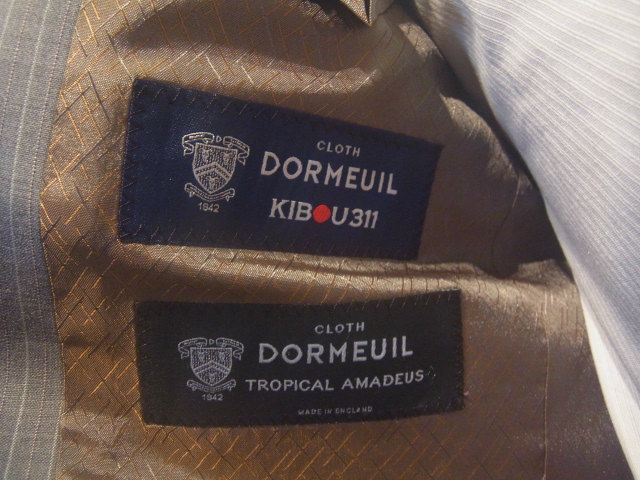 CLOTH
DORMEUIL
KIBOU311
1842
CLOTH
DORMEUIL
TROPICAL AMADEUS
1842
MADE IN ENGLAND